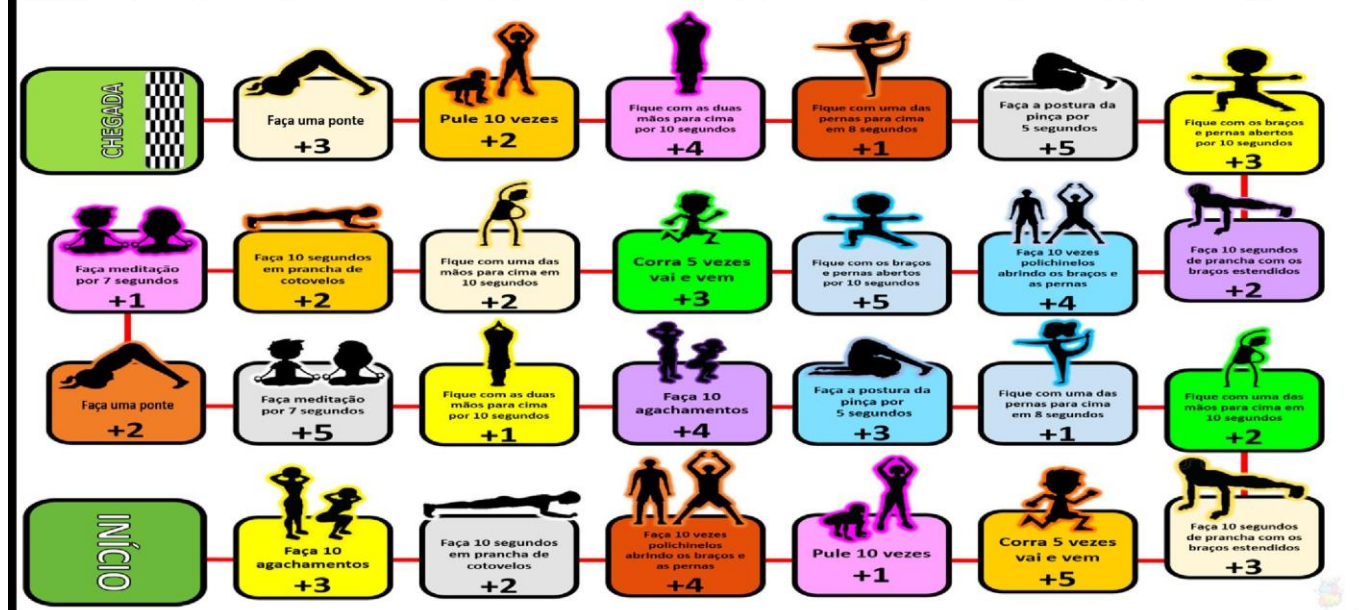 CHEGADA
Faça uma ponte
+3
Pule 10 vezes
+2
Fique com as duas
mãos para cima
por 10 segundos
+4
Fique com uma das
pernas para cima
em 8 segundos
+1
Faça a postura da
pinça por
5 segundos
+5
Fique com os braços
e pernas abertos
por 10 segundos
+3
Faça meditação
por 7 segundos
+1
Faça 10 segundos
em prancha de
cotovelos
+2
Fique com uma das
mãos para cima em
10 segundos
+2
Corra 5 vezes
vai e vem
+3
Fique com os braços
e pernas abertos
por 10 segundos
+5
Faça 10 vezes
polichinelos
abrindo os braços e
as pernas
+4
Faça 10 segundos
de prancha com os
braços estendidos
+2
Faça uma ponte
+2
Faça meditação
por 7 segundos
+5
Fique com as duas
mãos para cima
por 10 segundos
+1
Faça 10
agachamentos
+4
Faça a postura da
pinça por
5 segundos
+3
Fique com uma das
pernas para cima
em 8 segundos
+1
Fique com uma das
mãos para cima em
10 segundos
+2
INÍCIO
Faça 10
agachamentos
+3
Faça 10 segundos
em prancha de
cotovelos
+2
Faça 10 vezes
polichinelos
abrindo os braços e
as pernas
+4
Pule 10 vezes
+1
Corra 5 vezes
vai e vem
+5
Faça 10 segundos
de prancha com os
braços estendidos
+3